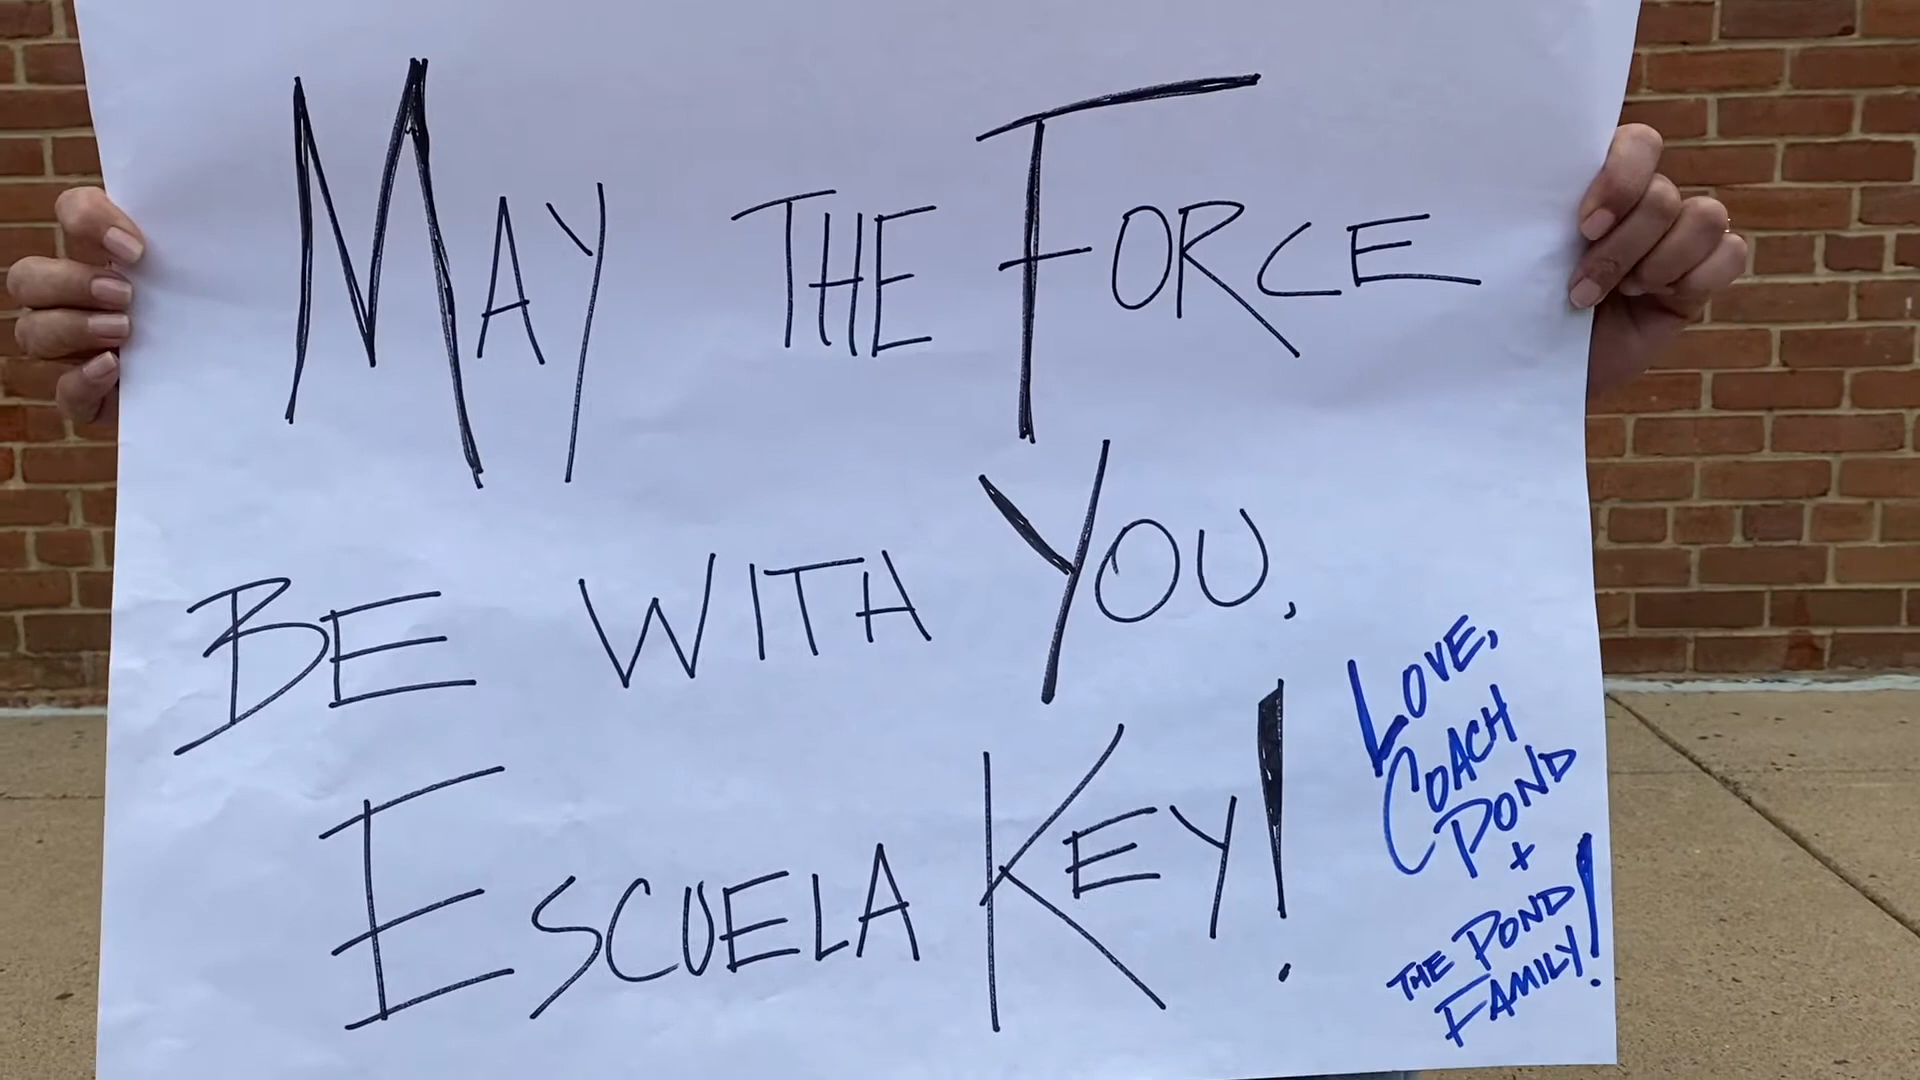 MAY THE FORCE
BE WITH YOU,
ESCUELA KEY!
LOVE,
COACH
POND
+
THE POND
FAMILY!